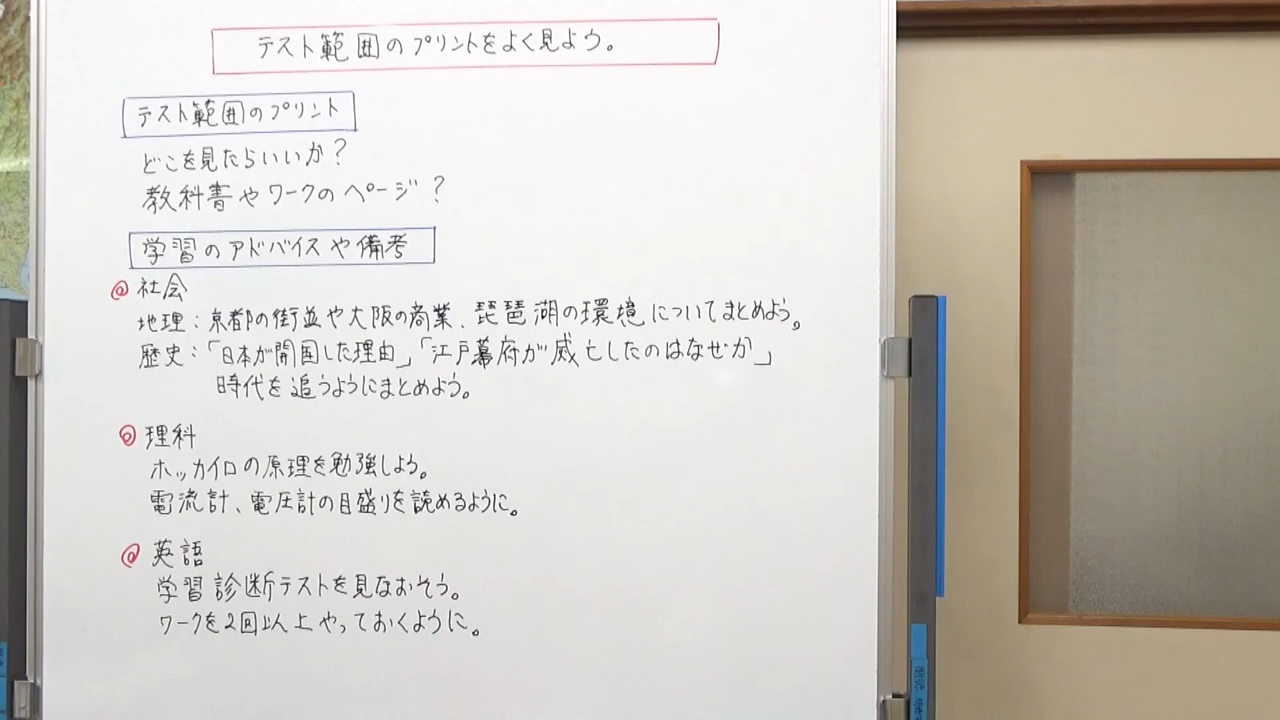 テスト範囲のプリントをよく見よう。
テスト範囲のプリント
どこを見たらいいか?
教科書やワークのページ?
学習のアドバイスや備考
@ 社会
地理:京都の街並や大阪の商業、琵琶湖の環境についてまとめよう。
歴史:「日本が開国した理由」「江戸幕府が滅亡したのはなぜか」
時代を追うようにまとめよう。
@ 理科
ホッカイロの原理を勉強しよう。
電流計、電圧計の目盛りを読めるように。
@ 英語
学習診断テストを見なおそう。
ワークを2回以上やっておくように。